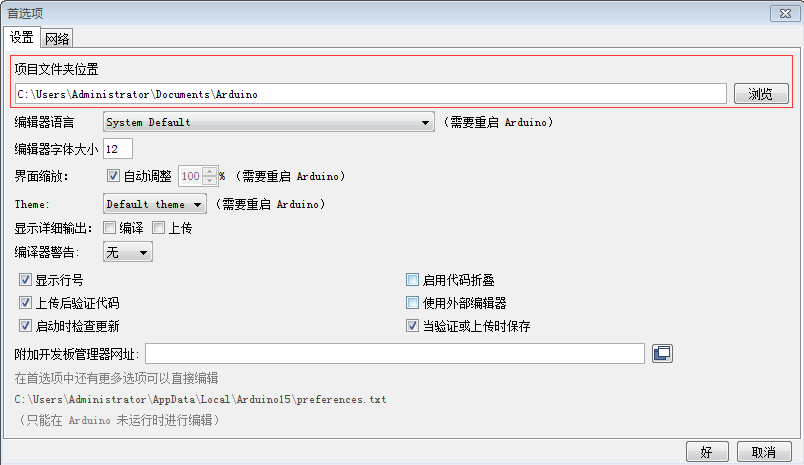 首选项
设置 网络
项目文件夹位置
C:\Users\Administrator\Documents\Arduino 浏览
编辑器语言 System Default （需要重启 Arduino）
编辑器字体大小 12
界面缩放： 自动调整 100 % （需要重启 Arduino）
Theme: Default theme （需要重启 Arduino）
显示详细输出： 编译 上传
编译器警告: 无
显示行号 启用代码折叠
上传后验证代码 使用外部编辑器
启动时检查更新 当验证或上传时保存
附加开发板管理器网址:
在首选项中还有更多选项可以直接编辑
C:\Users\Administrator\AppData\Local\Arduino15\preferences.txt
（只能在 Arduino 未运行时进行编辑）
好 取消